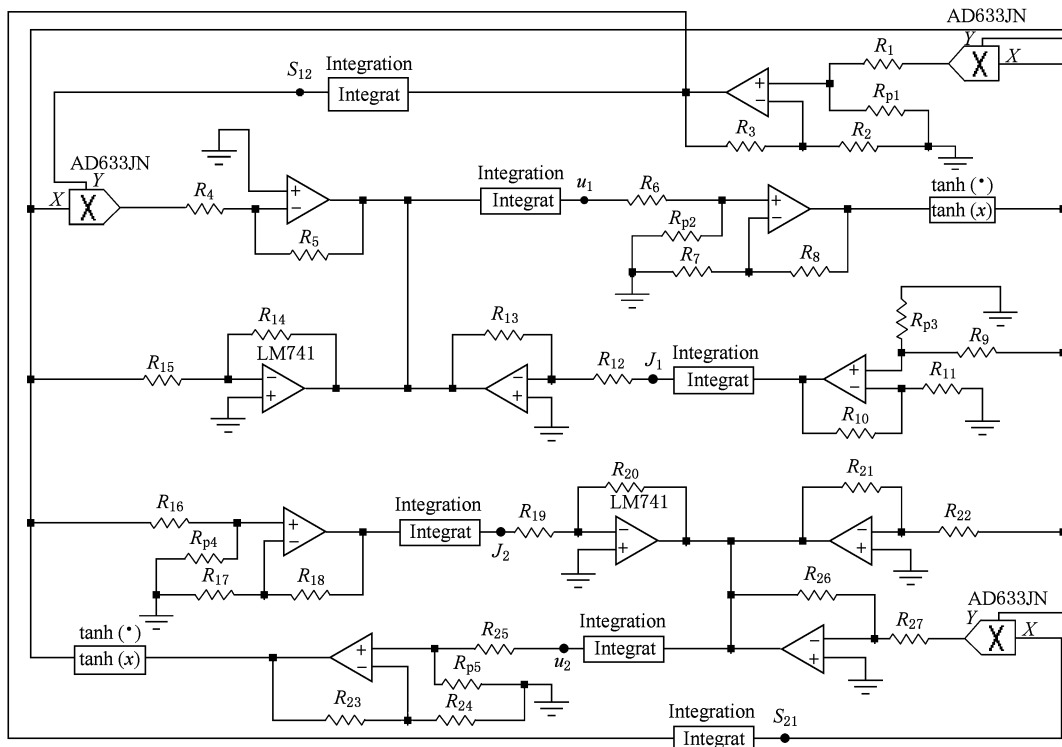 AD633JN
Y
X
R1
Rp1
R3
R2
S12
Integration
Integrat
AD633JN
X
Y
R4
R5
Integration
Integrat
u1
R6
Rp2
R7
R8
tanh (•)
tanh (x)
R14
LM741
R15
R13
R12
J1
Integration
Integrat
Rp3
R9
R11
R10
R16
Rp4
R17
R18
Integration
Integrat
J2
R19
R20
LM741
R21
R22
R26
AD633JN
Y
X
R27
tanh (•)
tanh (x)
R25
Rp5
R23
R24
u2
Integration
Integrat
Integration
Integrat
S21